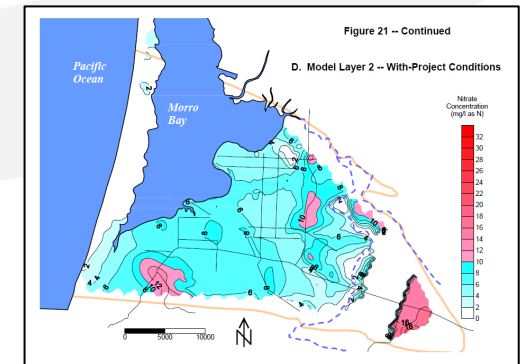 Figure 21 -- Continued
D. Model Layer 2 -- With-Project Conditions
Pacific
Ocean
Morro
Bay
Nitrate
Concentration
(mg/l as N)
32
30
28
26
24
22
20
18
16
14
12
10
8
6
4
2
0
0 5000 10000
N